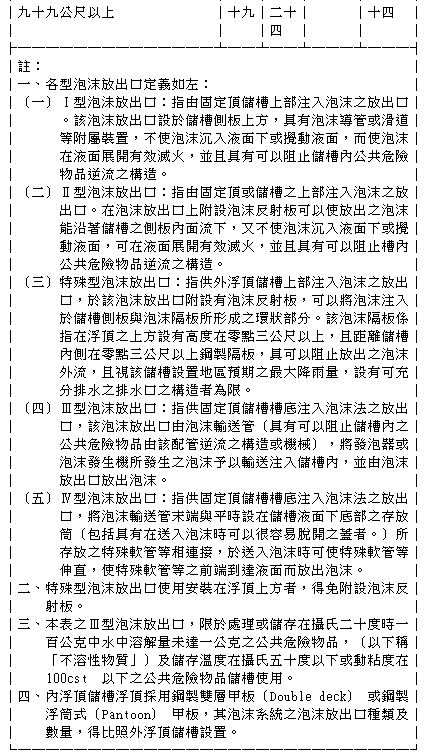 九十九公尺以上 十九 二十 十四
四
註：
一、各型泡沫放出口定義如左：
（一）Ⅰ型泡沫放出口：指由固定頂儲槽上部注入泡沫之放出口
。該泡沫放出口設於儲槽側板上方，具有泡沫導管或滑道
等附屬裝置，不使泡沫沉入液面下或攪動液面，而使泡沫
在液面展開有效滅火，並且具有可以阻止儲槽內公共危險
物品逆流之構造。
（二）Ⅱ型泡沫放出口：指由固定頂或儲槽之上部注入泡沫之放
出口。在泡沫放出口上附設泡沫反射板可以使放出之泡沫
能沿著儲槽之側板內面流下，又不使泡沫沉入液面下或攪
動液面，可在液面展開有效滅火，並且具有可以阻止槽內
公共危險物品逆流之構造。
（三）特殊型泡沫放出口：指供外浮頂儲槽上部注入泡沫之放出
口，於該泡沫放出口附設有泡沫反射板，可以將泡沫注入
於儲槽側板與泡沫隔板所形成之環狀部分。該泡沫隔板係
指在浮頂之上方設有高度在零點三公尺以上，且距離儲槽
內側在零點三公尺以上鋼製隔板，具可以阻止放出之泡沫
外流，且視該儲槽設置地區預期之最大降雨量，設有可充
分排水之排水口之構造者為限。
（四）Ⅲ型泡沫放出口：指供固定頂儲槽槽底注入泡沫法之放出
口，該泡沫放出口由泡沫輸送管（具有可以阻止儲槽內之
公共危險物品由該配管逆流之構造或機械），將發泡器或
泡沫發生機所發生之泡沫予以輸送注入儲槽內，並由泡沫
放出口放出泡沫。
（五）Ⅳ型泡沫放出口：指供固定頂儲槽槽底注入泡沫法之放出
口，將泡沫輸送管末端與平時設在儲槽液面下底部之存放
筒（包括具有在送入泡沫時可以很容易脫開之蓋者。）所
存放之特殊軟管等相連接，於送入泡沫時可使特殊軟管等
伸直，使特殊軟管等之前端到達液面而放出泡沫。
二、特殊型泡沫放出口使用安裝在浮頂上方者，得免附設泡沫反
射板。
三、本表之Ⅲ型泡沫放出口，限於處理或儲存在攝氏二十度時一
百公克中水中溶解量未達一公克之公共危險物品，（以下稱
「不溶性物質」）及儲存溫度在攝氏五十度以下或動粘度在
100cst 以下之公共危險物品儲槽使用。
四、內浮頂儲槽浮頂採用鋼製雙層甲板（Double deck） 或鋼製
浮筒式（Pantoon） 甲板，其泡沫系統之泡沫放出口種類及
數量，得比照外浮頂儲槽設置。